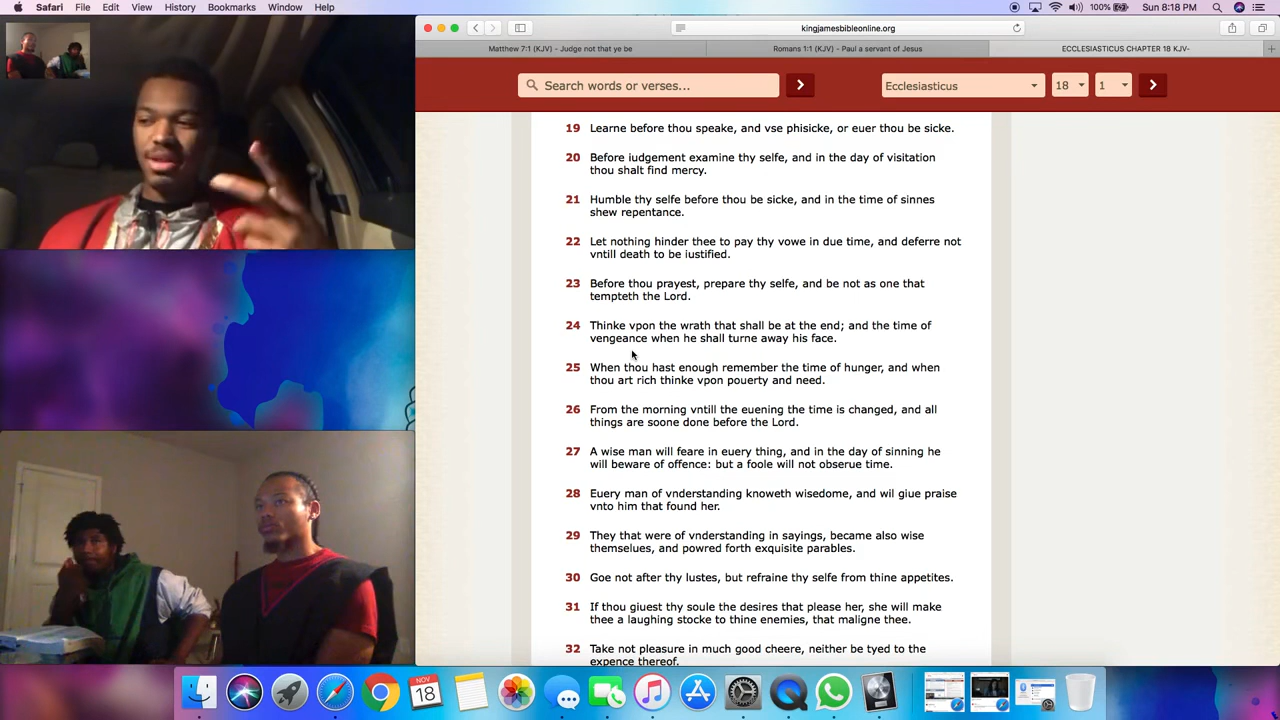 Safari File Edit View History Bookmarks Window Help
100% Sun 8:18 PM
kingjamesbibleonline.org
Matthew 7:1 (KJV) - Judge not that ye be
Romans 1:1 (KJV) - Paul a servant of Jesus
ECCLESIASTICUS CHAPTER 18 KJV-
Search words or verses...
Ecclesiasticus 18 1
19 Learne before thou speake, and vse phisicke, or euer thou be sicke.
20 Before iudgement examine thy selfe, and in the day of visitation
thou shalt find mercy.
21 Humble thy selfe before thou be sicke, and in the time of sinnes
shew repentance.
22 Let nothing hinder thee to pay thy vowe in due time, and deferre not
vntill death to be iustified.
23 Before thou prayest, prepare thy selfe, and be not as one that
tempteth the Lord.
24 Thinke vpon the wrath that shall be at the end; and the time of
vengeance when he shall turne away his face.
25 When thou hast enough remember the time of hunger, and when
thou art rich thinke vpon pouerty and need.
26 From the morning vntill the euening the time is changed, and all
things are soone done before the Lord.
27 A wise man will feare in euery thing, and in the day of sinning he
will beware of offence: but a foole will not obserue time.
28 Euery man of vnderstanding knoweth wisedome, and wil giue praise
vnto him that found her.
29 They that were of vnderstanding in sayings, became also wise
themselues, and powred forth exquisite parables.
30 Goe not after thy lustes, but refraine thy selfe from thine appetites.
31 If thou giuest thy soule the desires that please her, she will make
thee a laughing stocke to thine enemies, that maligne thee.
32 Take not pleasure in much good cheere, neither be tyed to the
expence thereof.
NOV
18